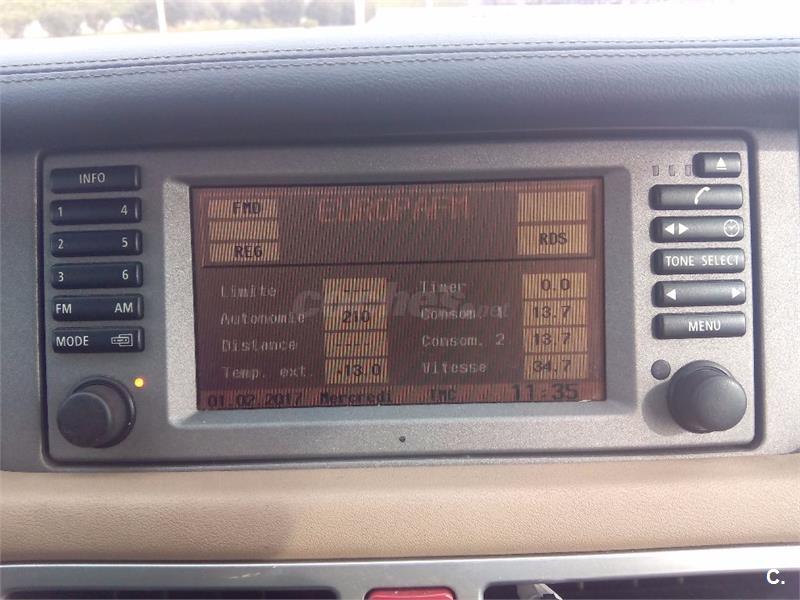 INFO
1 4
2 5
3 6
FM AM
MODE
FMD
EUROPAFM
REG
RDS
Limite ---
Timer 0.0
Autonomie 210
Consom. 1 13.7
Distance ----
Consom. 2 13.7
Temp. ext. -13.0
Vitesse 34.7
01.02.2017 Mercredi TMC 11:35
TONE SELECT
MENU
coches.net
C.